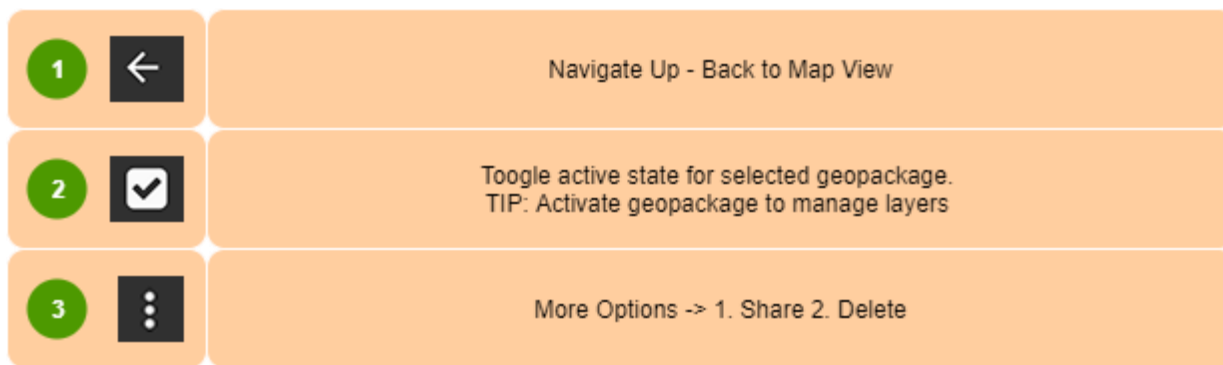 1 Navigate Up - Back to Map View
2 Toogle active state for selected geopackage.
TIP: Activate geopackage to manage layers
3 More Options -> 1. Share 2. Delete